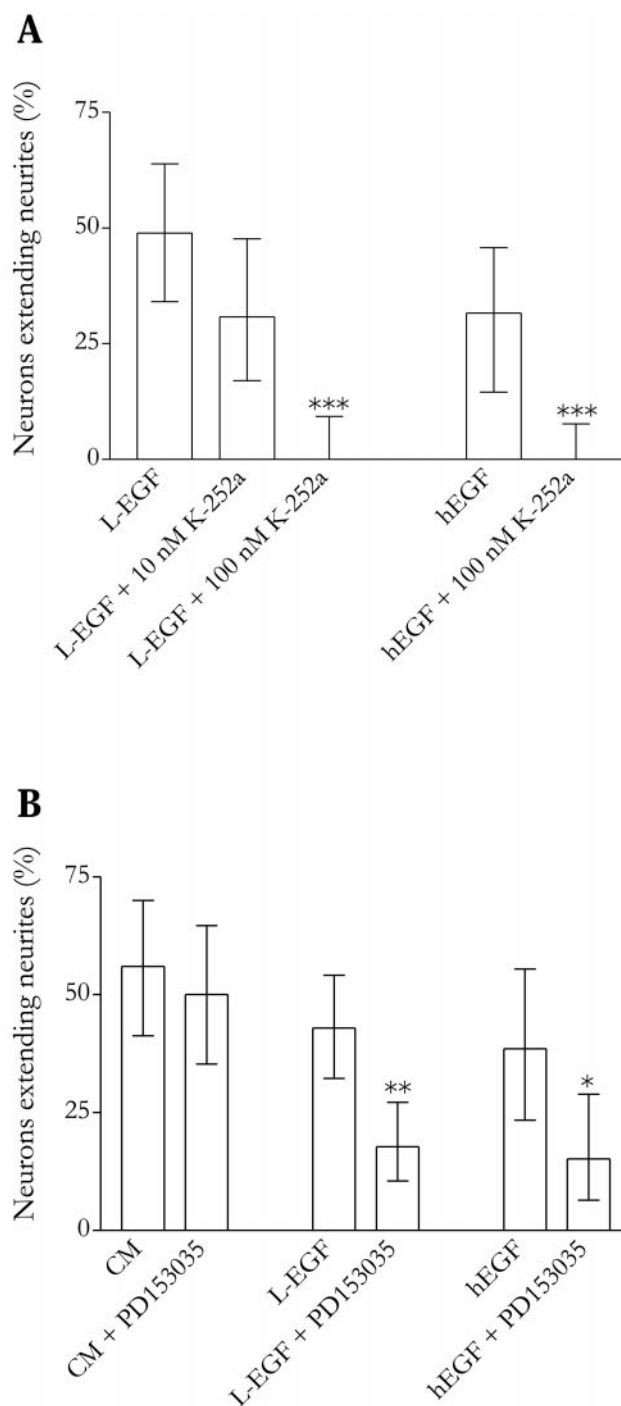 A
Neurons extending neurites (%)
75
50
25
0
***
***
L-EGF
L-EGF + 10 nM K-252a
L-EGF + 100 nM K-252a
hEGF
hEGF + 100 nM K-252a
B
Neurons extending neurites (%)
75
50
25
0
**
*
CM
CM + PD153035
L-EGF
L-EGF + PD153035
hEGF
hEGF + PD153035